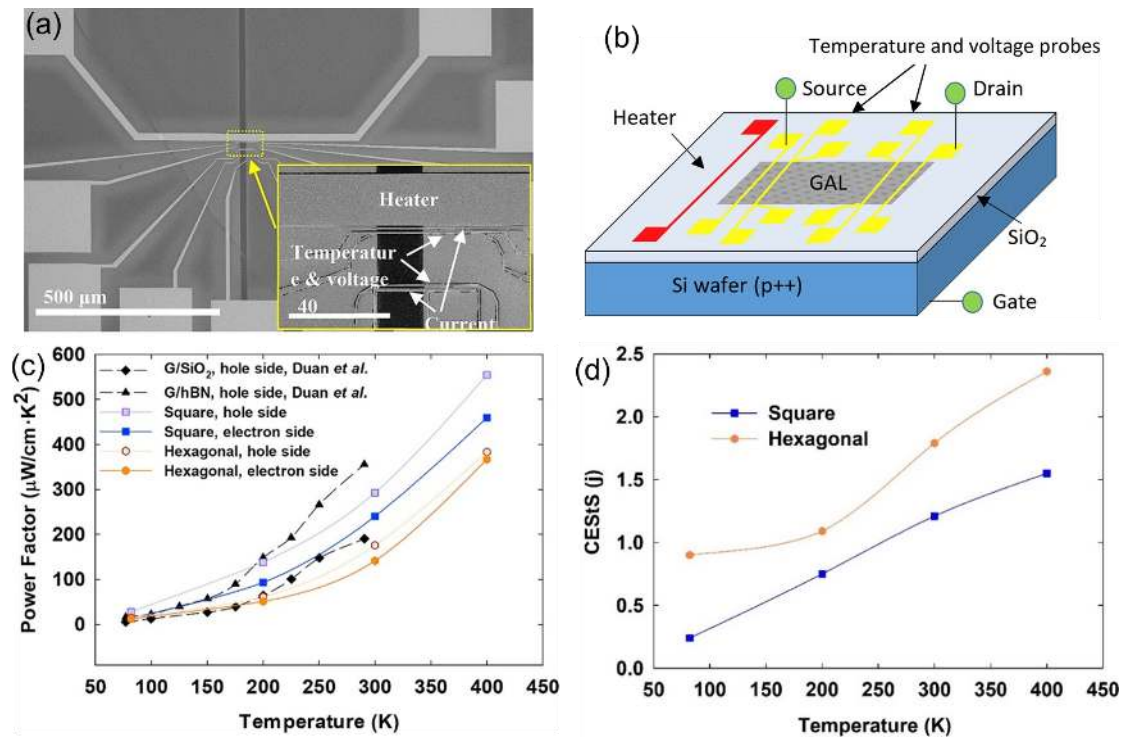 (a)
Heater
Temperatur
e & voltage
40
Current
500 µm
(b)
Temperature and voltage probes
Source
Drain
Heater
GAL
SiO₂
Si wafer (p++)
Gate
(c)
600
500
400
300
200
100
0
Power Factor (µW/cm·K²)
G/SiO₂, hole side, Duan et al.
G/hBN, hole side, Duan et al.
Square, hole side
Square, electron side
Hexagonal, hole side
Hexagonal, electron side
50 100 150 200 250 300 350 400 450
Temperature (K)
(d)
2.5
2.0
1.5
1.0
0.5
0.0
CEStS (j)
Square
Hexagonal
50 100 150 200 250 300 350 400 450
Temperature (K)